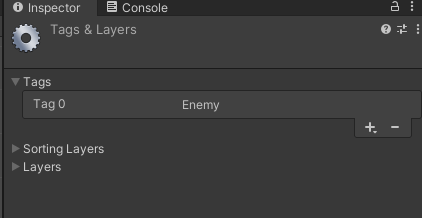 Inspector Console
Tags & Layers
Tags
Tag 0 Enemy
Sorting Layers
Layers